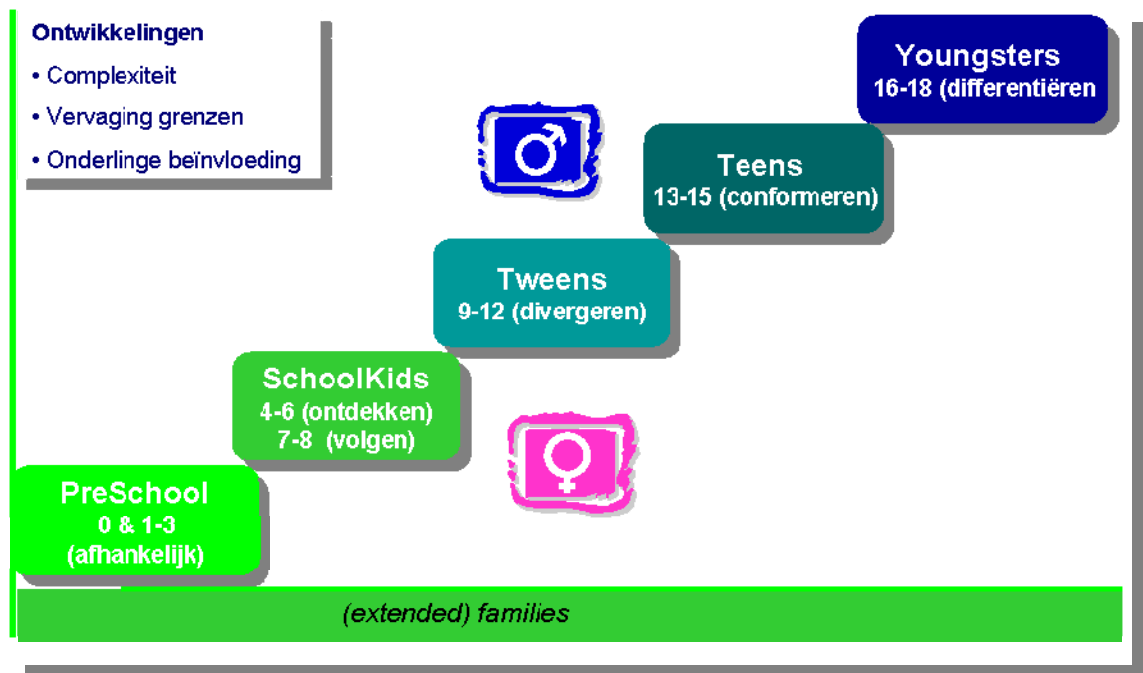 Ontwikkelingen
• Complexiteit
• Vervaging grenzen
• Onderlinge beïnvloeding
Youngsters
16-18 (differentiëren
Teens
13-15 (conformeren)
Tweens
9-12 (divergeren)
SchoolKids
4-6 (ontdekken)
7-8 (volgen)
PreSchool
0 & 1-3
(afhankelijk)
(extended) families